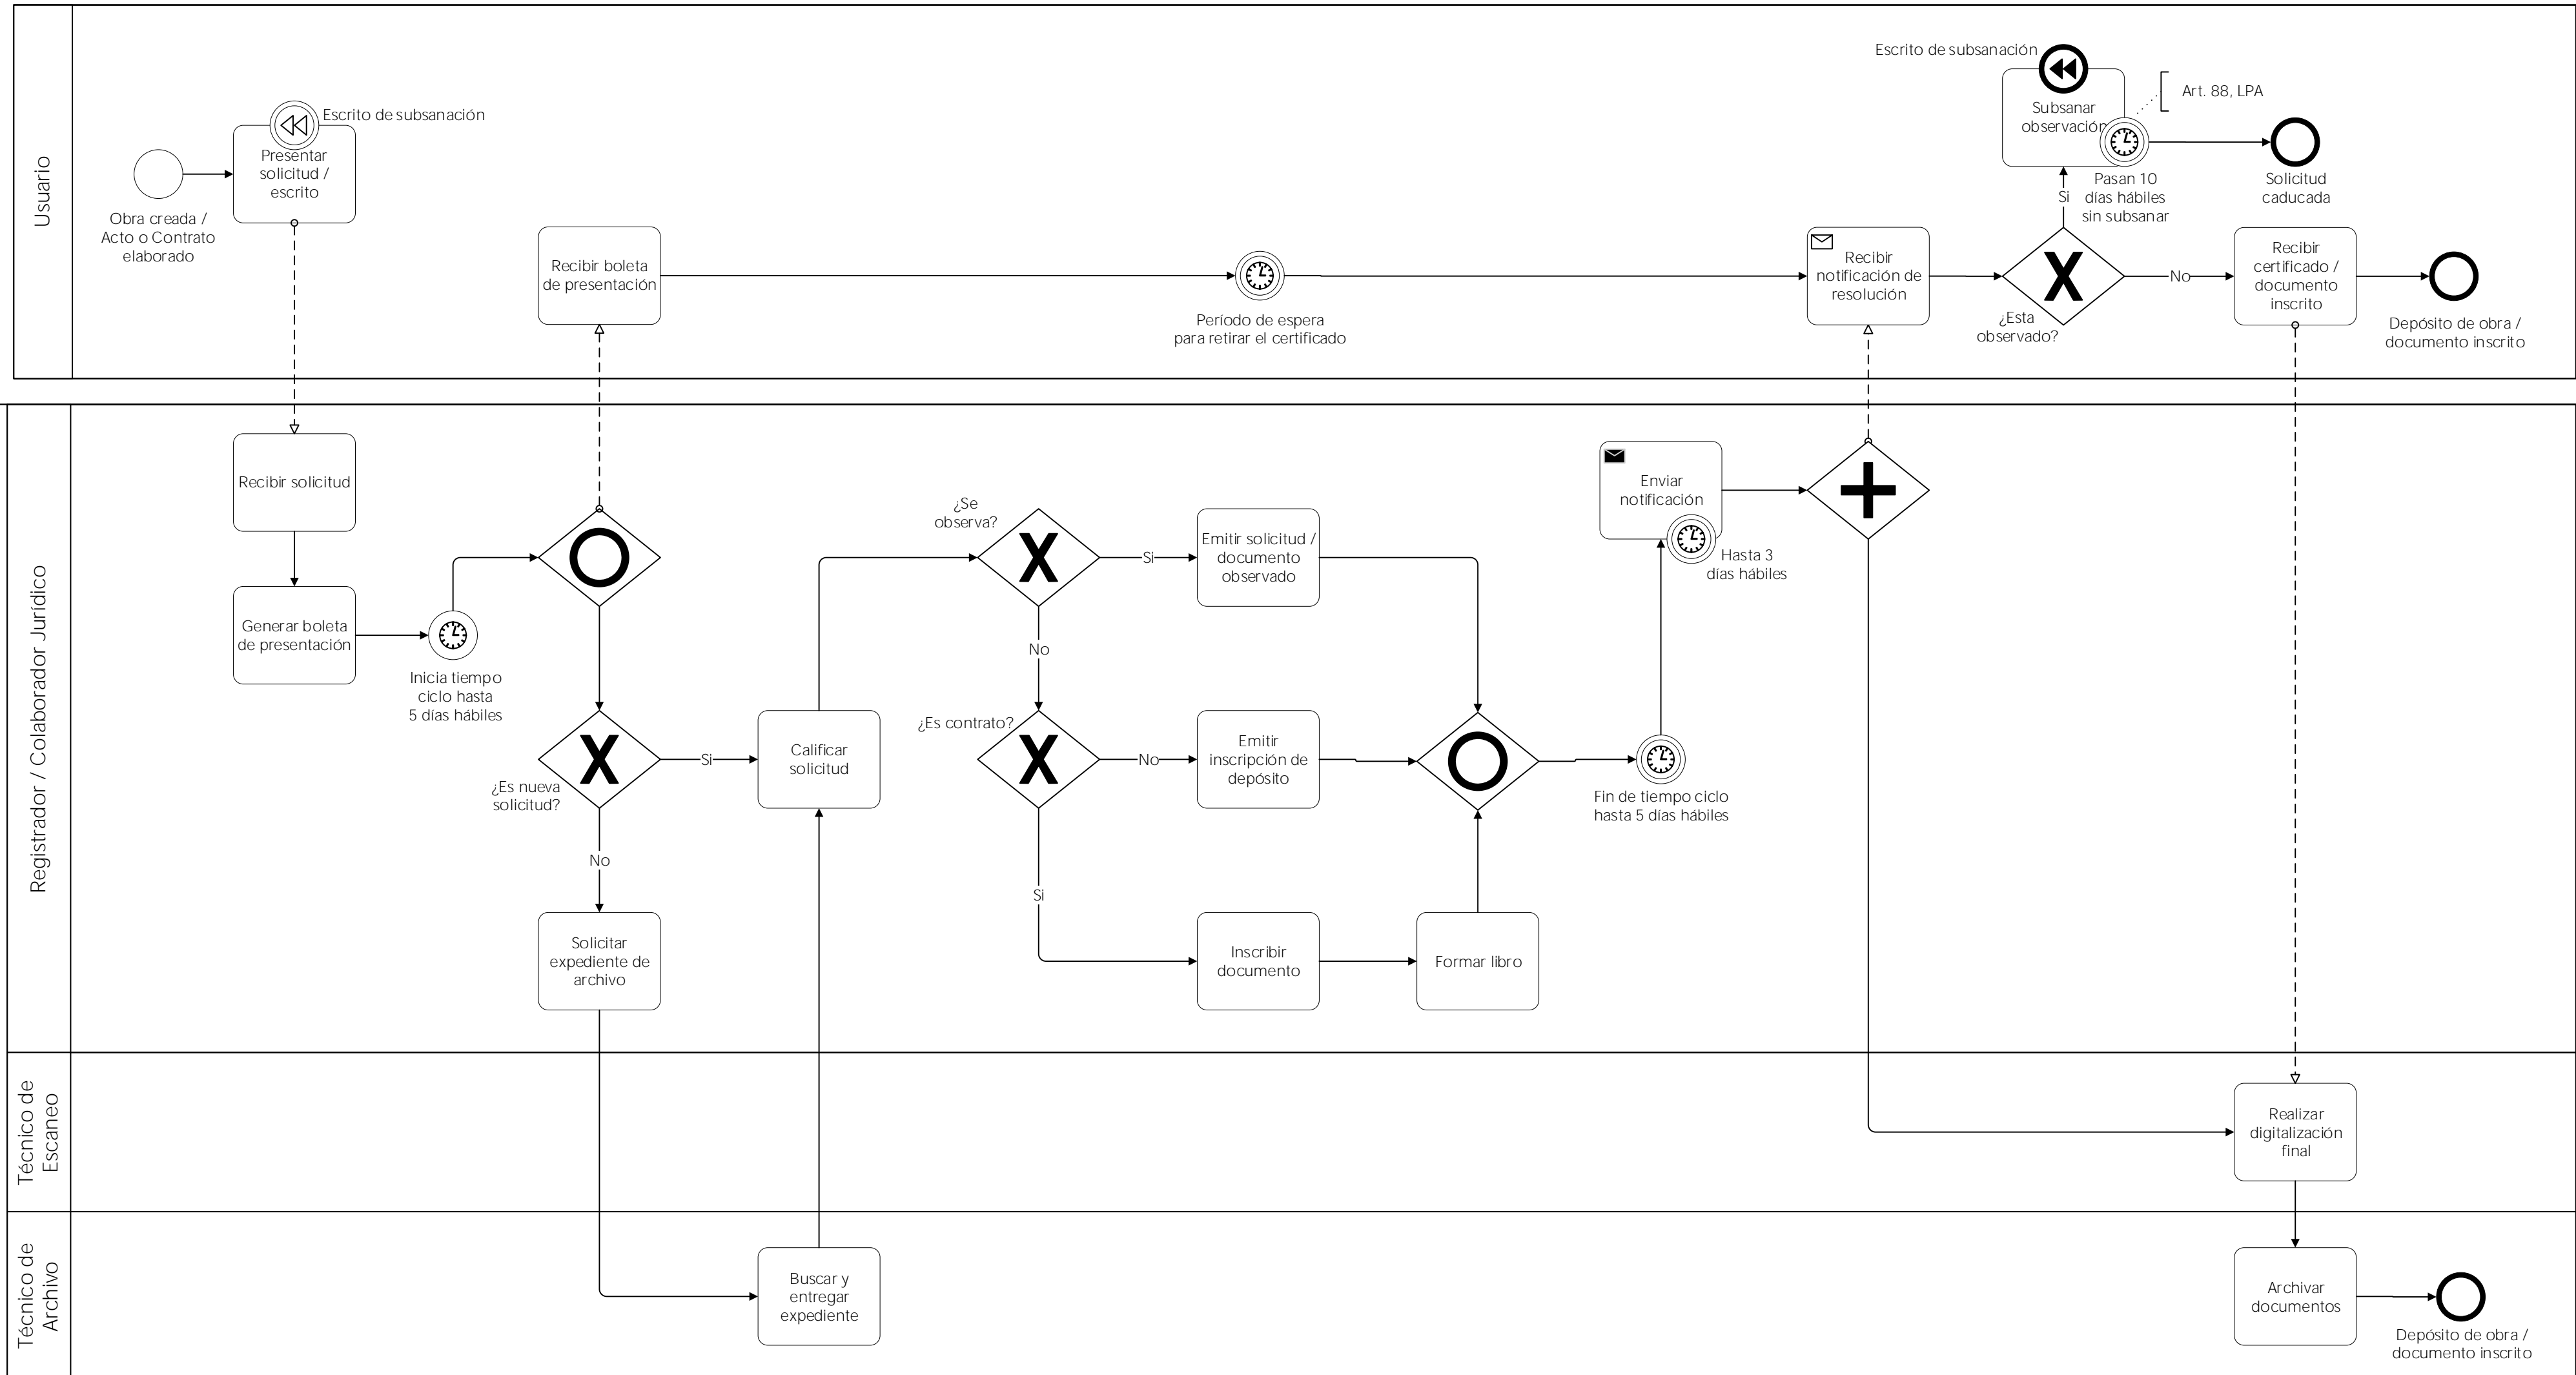 Usuario
Obra creada /
Acto o Contrato
elaborado
Escrito de subsanación
Presentar
solicitud /
escrito
Recibir boleta
de presentación
Período de espera
para retirar el certificado
Recibir
notificación de
resolución
Escrito de subsanación
Subsanar
observación
Art. 88, LPA
Pasan 10
días hábiles
sin subsanar
Solicitud
caducada
Si
¿Esta
observado?
No
Recibir
certificado /
documento
inscrito
Depósito de obra /
documento inscrito
Registrador / Colaborador Jurídico
Recibir solicitud
Generar boleta
de presentación
Inicia tiempo
ciclo hasta
5 días hábiles
¿Es nueva
solicitud?
Si
No
Solicitar
expediente de
archivo
Calificar
solicitud
¿Se
observa?
Si
No
Emitir solicitud /
documento
observado
¿Es contrato?
No
Si
Emitir
inscripción de
depósito
Inscribir
documento
Formar libro
Fin de tiempo ciclo
hasta 5 días hábiles
Enviar
notificación
Hasta 3
días hábiles
Técnico de
Escaneo
Realizar
digitalización
final
Técnico de
Archivo
Buscar y
entregar
expediente
Archivar
documentos
Depósito de obra /
documento inscrito